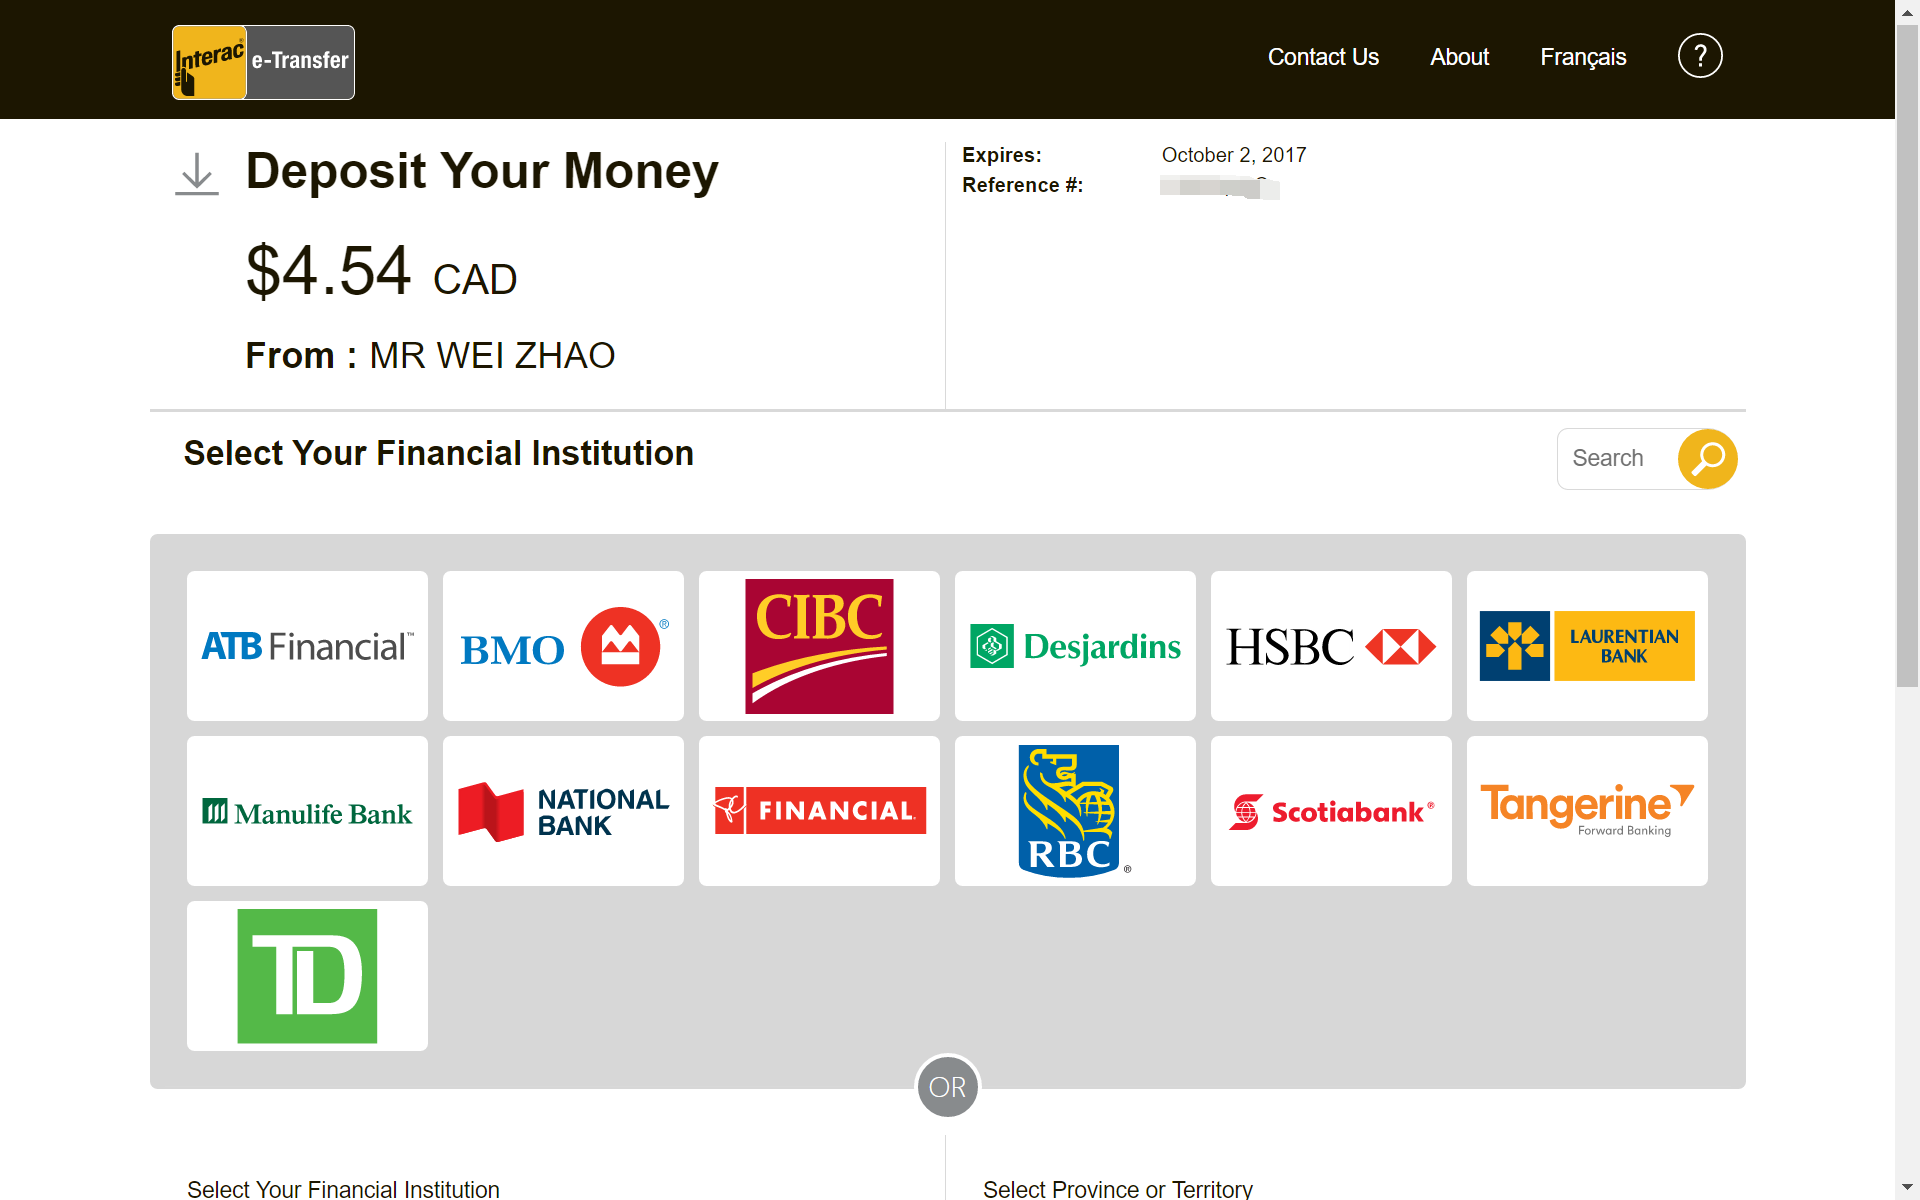 Interac® e-Transfer
Contact Us
About
Français
?
Deposit Your Money
$4.54 CAD
From : MR WEI ZHAO
Expires: October 2, 2017
Reference #:
Select Your Financial Institution
Search
ATB Financial™
BMO ®
CIBC
Desjardins
HSBC
LAURENTIAN
BANK
Manulife Bank
NATIONAL
BANK
FINANCIAL
RBC ®
Scotiabank®
Tangerine
Forward Banking
TD
OR
Select Your Financial Institution
Select Province or Territory